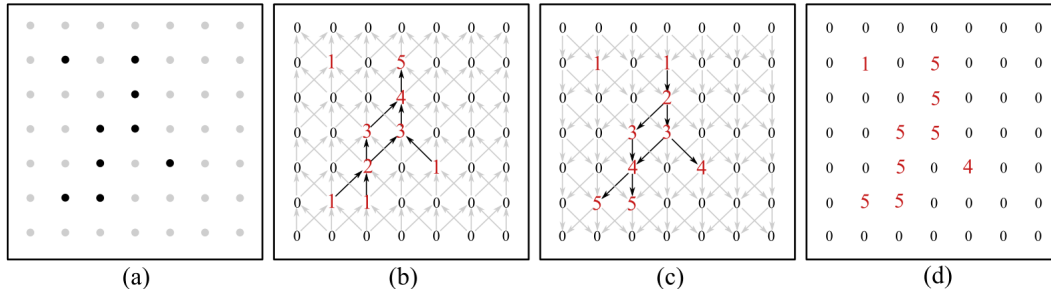 (a)
0 0 0 0 0 0 0
0 1 0 5 0 0 0
0 0 0 4 0 0 0
0 0 3 3 0 0 0
0 0 2 0 1 0 0
0 1 1 0 0 0 0
0 0 0 0 0 0 0
(b)
0 0 0 0 0 0 0
0 1 0 1 0 0 0
0 0 0 2 0 0 0
0 0 3 3 0 0 0
0 0 4 0 4 0 0
0 5 5 0 0 0 0
0 0 0 0 0 0 0
(c)
0 0 0 0 0 0 0
0 1 0 5 0 0 0
0 0 0 5 0 0 0
0 0 5 5 0 0 0
0 0 5 0 4 0 0
0 5 5 0 0 0 0
0 0 0 0 0 0 0
(d)